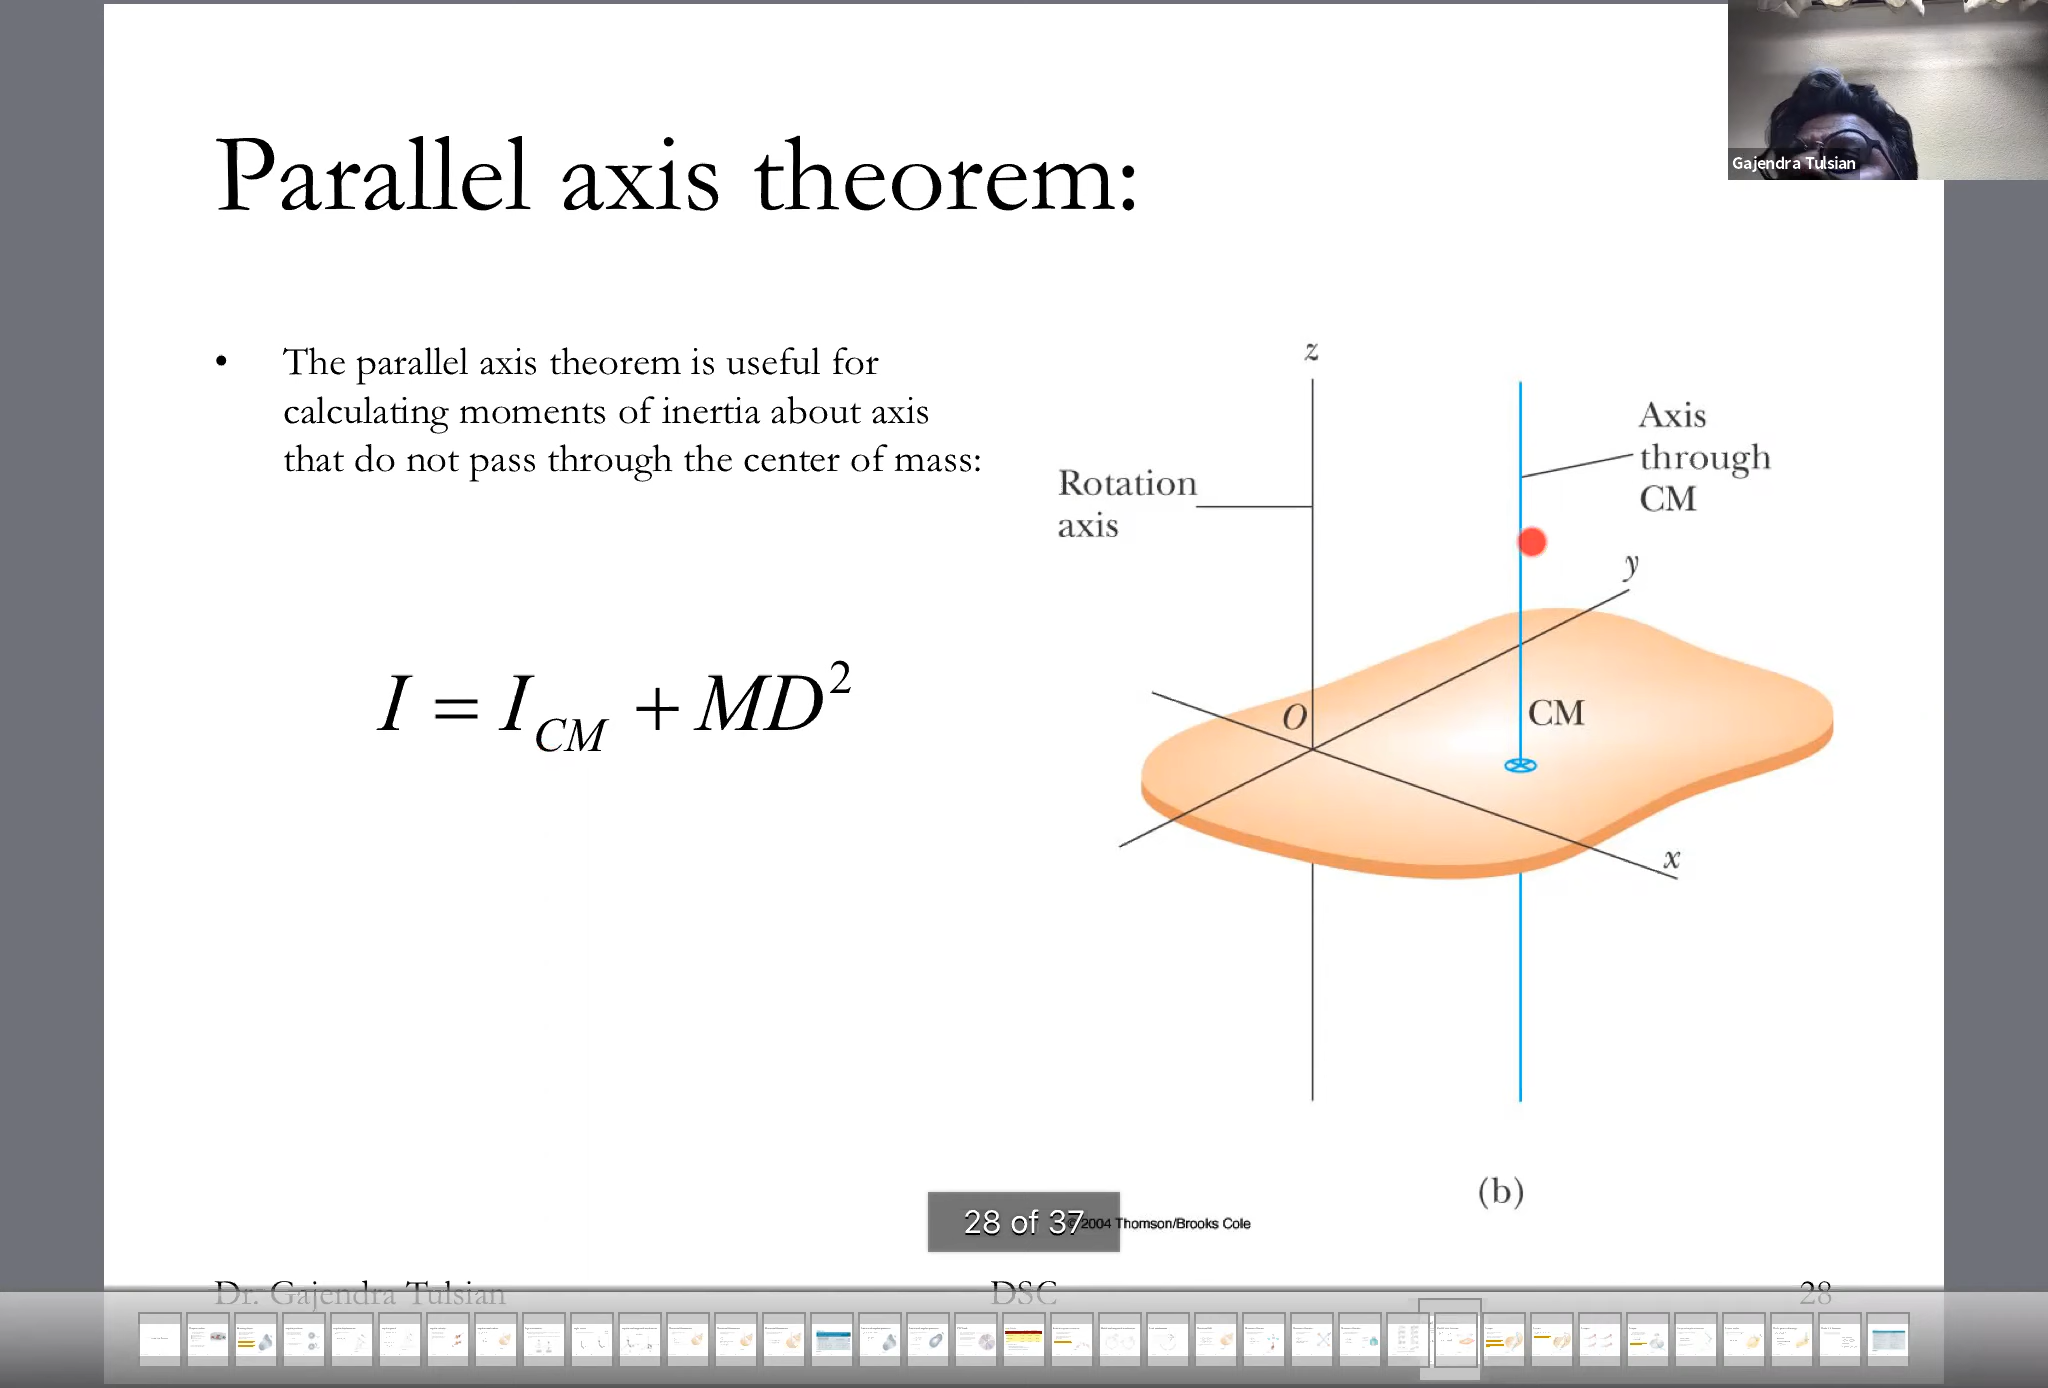 Gajendra Tulsian
Parallel axis theorem:
• The parallel axis theorem is useful for
calculating moments of inertia about axis
that do not pass through the center of mass:
I = I_CM + MD²
z
Rotation
axis
Axis
through
CM
y
O
CM
x
(b)
28 of 37
2004 Thomson/Brooks Cole
Dr. Gajendra Tulsian
DSC
28